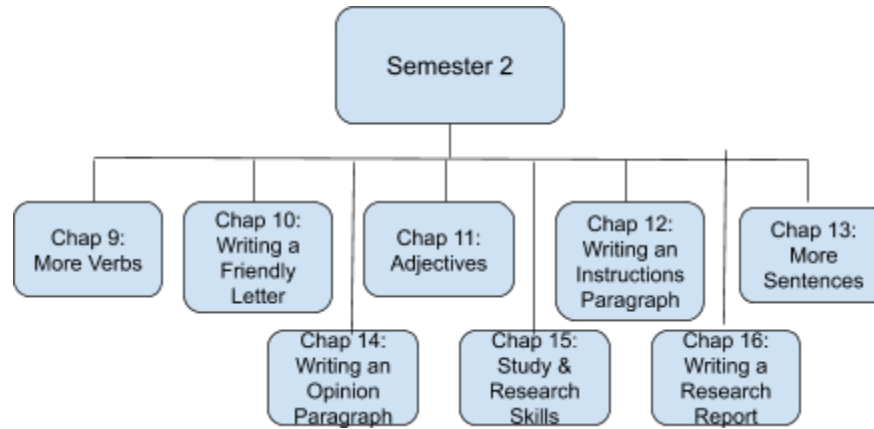 Semester 2
Chap 9:
More Verbs
Chap 10:
Writing a
Friendly
Letter
Chap 11:
Adjectives
Chap 12:
Writing an
Instructions
Paragraph
Chap 13:
More
Sentences
Chap 14:
Writing an
Opinion
Paragraph
Chap 15:
Study &
Research
Skills
Chap 16:
Writing a
Research
Report